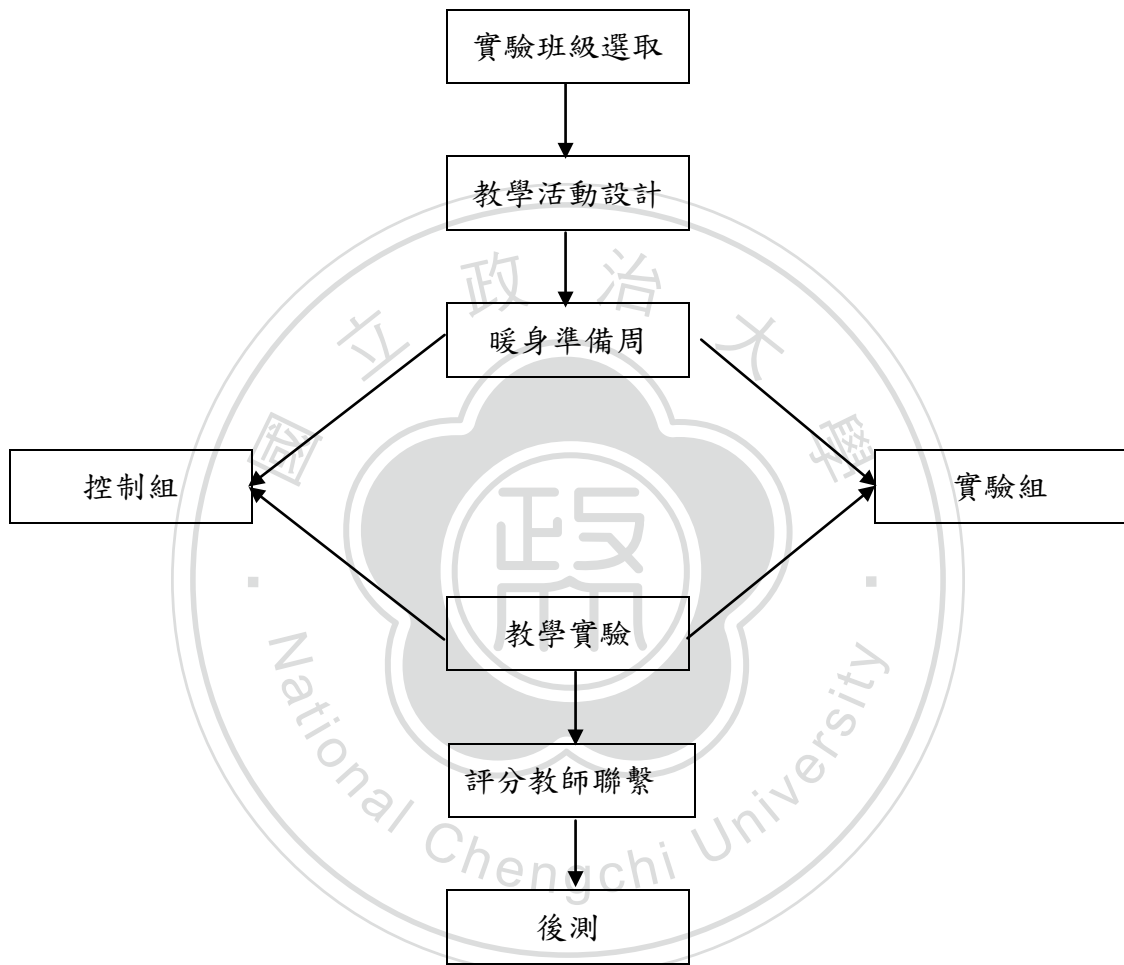 實驗班級選取
教學活動設計
國立政治大學
暖身準備周
控制組
實驗組
政
教學實驗
評分教師聯繫
National Chengchi University
後測